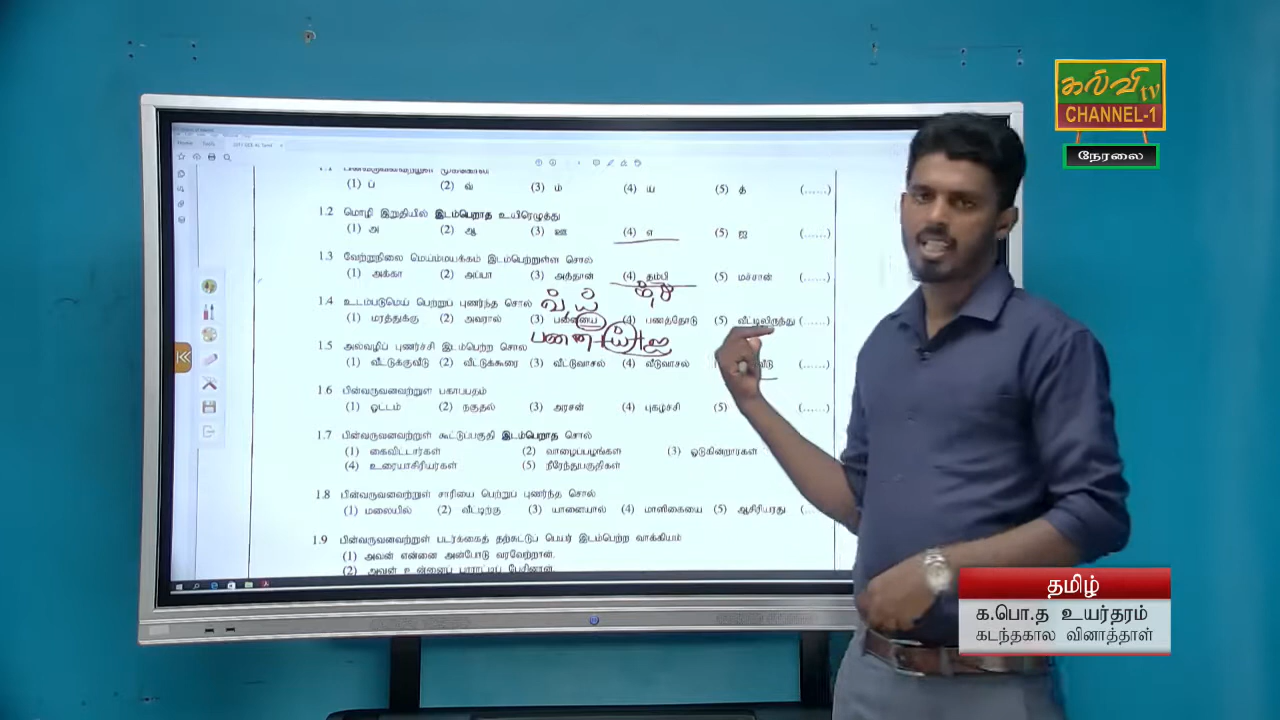 கல்வி tv
CHANNEL-1
நேரலை
(1) ப் (2) வ் (3) ம் (4) ய் (5) த் (......)
1.2 மொழி இறுதியில் இடம்பெறாத உயிரெழுத்து
(1) அ (2) ஆ (3) ஊ (4) எ (5) ஐ (......)
1.3 வேற்றுநிலை மெய்ம்மயக்கம் இடம்பெற்றுள்ள சொல்
(1) அக்கா (2) அப்பா (3) அத்தான் (4) தம்பி (5) மச்சான் (......)
1.4 உடம்படுமெய் பெற்றுப் புணர்ந்த சொல் வ், ய்
(1) மரத்துக்கு (2) அவரால் (3) பனையை (4) பணத்தோடு (5) வீட்டிலிருந்து (......)
பனை+ய்+ஐ
1.5 அல்வழிப் புணர்ச்சி இடம்பெற்ற சொல்
(1) வீட்டுக்குவீடு (2) வீட்டுக்கூரை (3) வீட்டுவாசல் (4) வீடுவாசல் (......)
1.6 பின்வருவனவற்றுள் பகாப்பதம்
(1) ஓட்டம் (2) நகுதல் (3) அரசன் (4) புகழ்ச்சி (5) (......)
1.7 பின்வருவனவற்றுள் கூட்டுப்பகுதி இடம்பெறாத சொல்
(1) கைவிட்டார்கள் (2) வாழைப்பழங்கள் (3) ஓடுகின்றார்கள்
(4) உரையாசிரியர்கள் (5) நீரேந்துபகுதிகள் (......)
1.8 பின்வருவனவற்றுள் சாரியை பெற்றுப் புணர்ந்த சொல்
(1) மலையில் (2) வீட்டிற்கு (3) யானையால் (4) மாளிகையை (5) ஆசிரியரது
1.9 பின்வருவனவற்றுள் படர்க்கைத் தற்சுட்டுப் பெயர் இடம்பெற்ற வாக்கியம்
(1) அவன் என்னை அன்போடு வரவேற்றான்.
(2) அவன் உன்னைப் பாராட்டிப் பேசினான்.
தமிழ்
க.பொ.த உயர்தரம்
கடந்தகால வினாத்தாள்